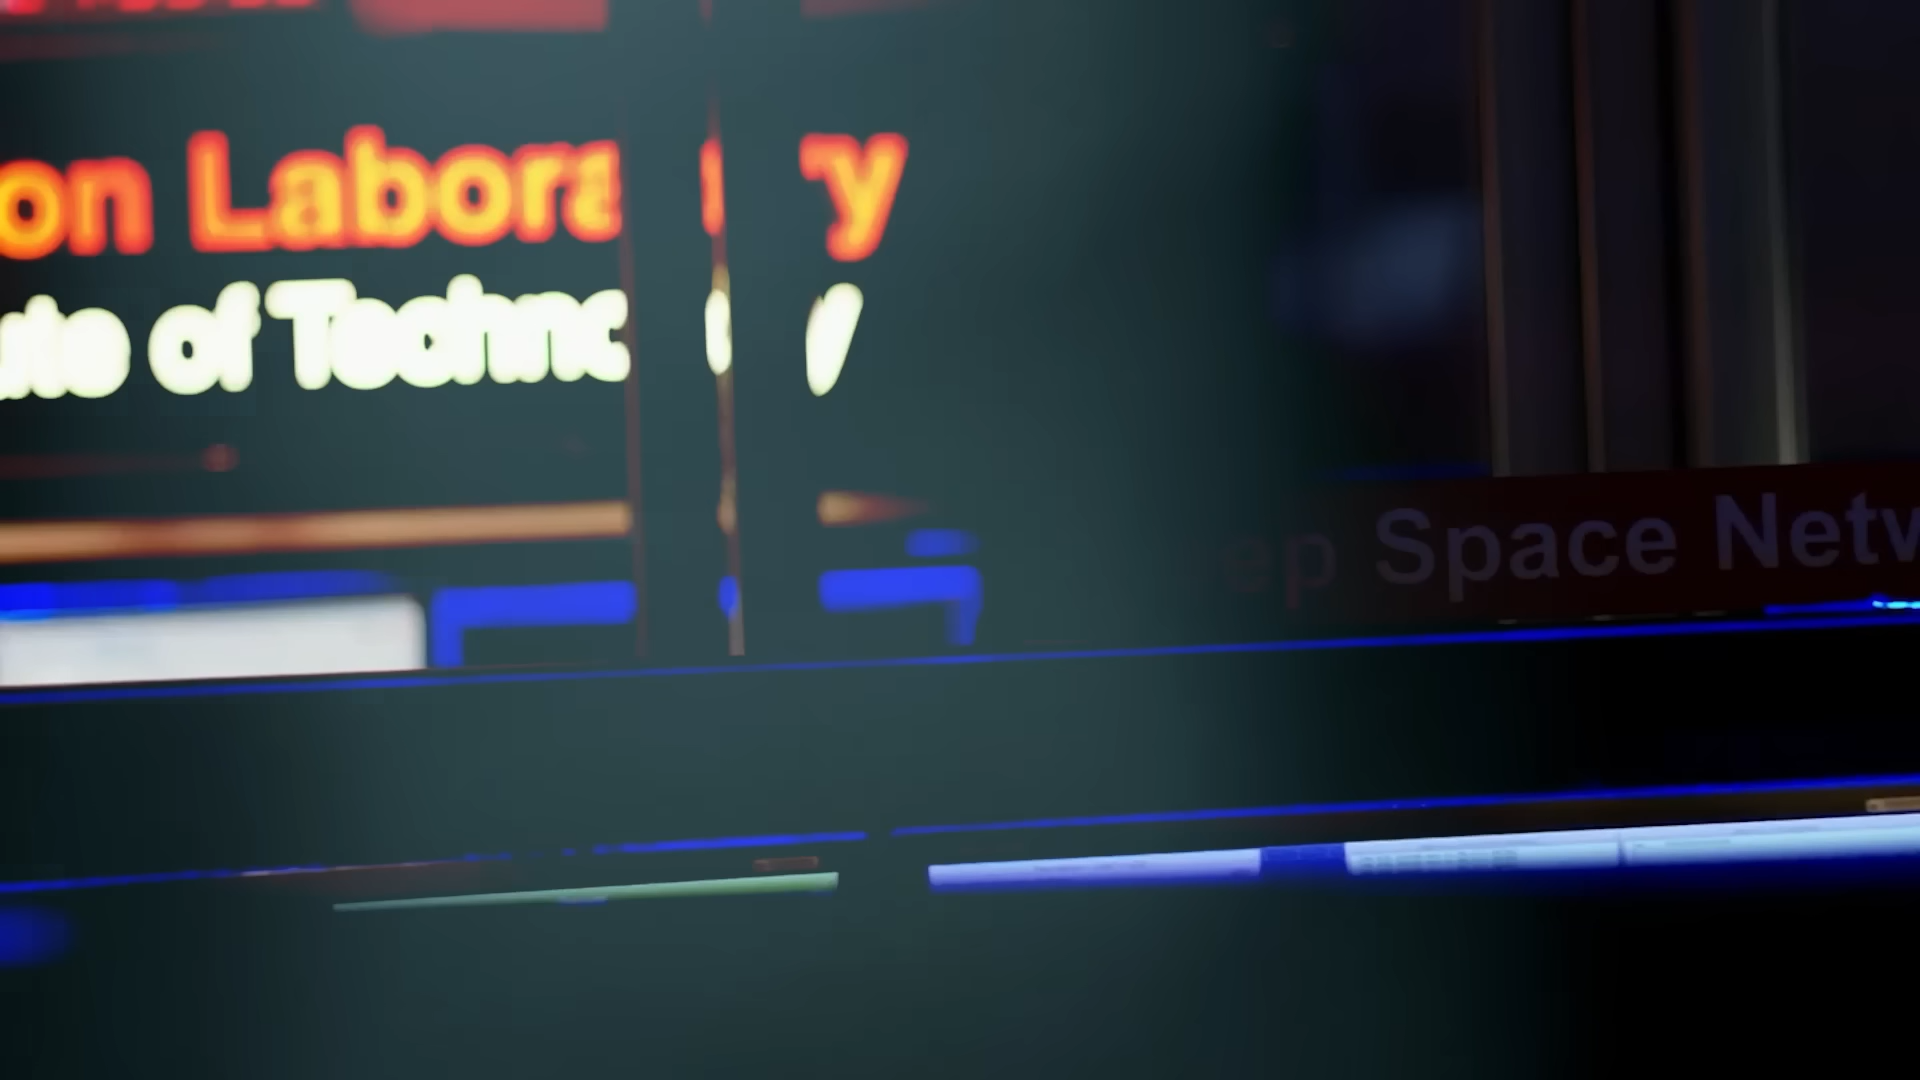 on Labora y
ute of Techno y
ep Space Netw